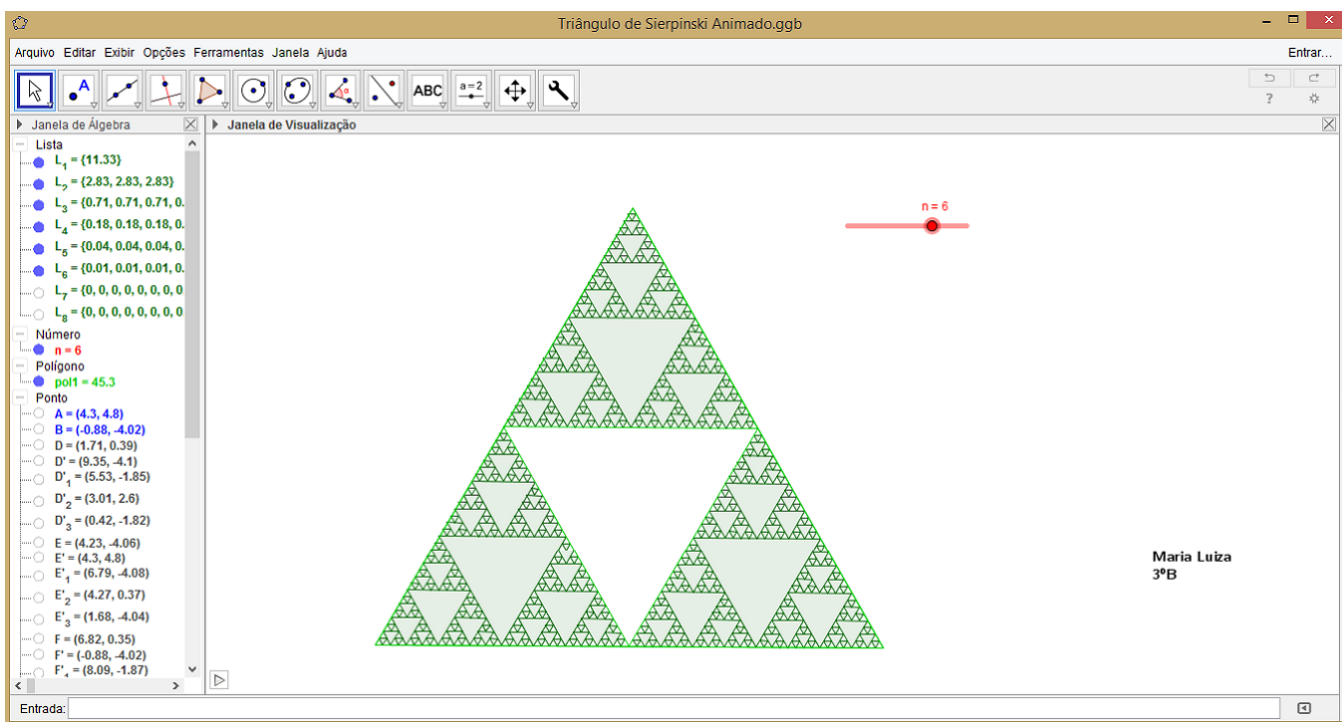 Triângulo de Sierpinski Animado.ggb
Arquivo Editar Exibir Opções Ferramentas Janela Ajuda
Entrar...
A
ABC
a=2
?
Janela de Álgebra
Janela de Visualização
Lista
L₁ = {11.33}
L₂ = {2.83, 2.83, 2.83}
L₃ = {0.71, 0.71, 0.71, 0.
L₄ = {0.18, 0.18, 0.18, 0.
L₅ = {0.04, 0.04, 0.04, 0.
L₆ = {0.01, 0.01, 0.01, 0.
L₇ = {0, 0, 0, 0, 0, 0, 0, 0
L₈ = {0, 0, 0, 0, 0, 0, 0, 0
Número
n = 6
Polígono
pol1 = 45.3
Ponto
A = (4.3, 4.8)
B = (-0.88, -4.02)
D = (1.71, 0.39)
D' = (9.35, -4.1)
D'₁ = (5.53, -1.85)
D'₂ = (3.01, 2.6)
D'₃ = (0.42, -1.82)
E = (4.23, -4.06)
E' = (4.3, 4.8)
E'₁ = (6.79, -4.08)
E'₂ = (4.27, 0.37)
E'₃ = (1.68, -4.04)
F = (6.82, 0.35)
F' = (-0.88, -4.02)
F'₁ = (8.09, -1.87)
n = 6
Maria Luiza
3ºB
Entrada: